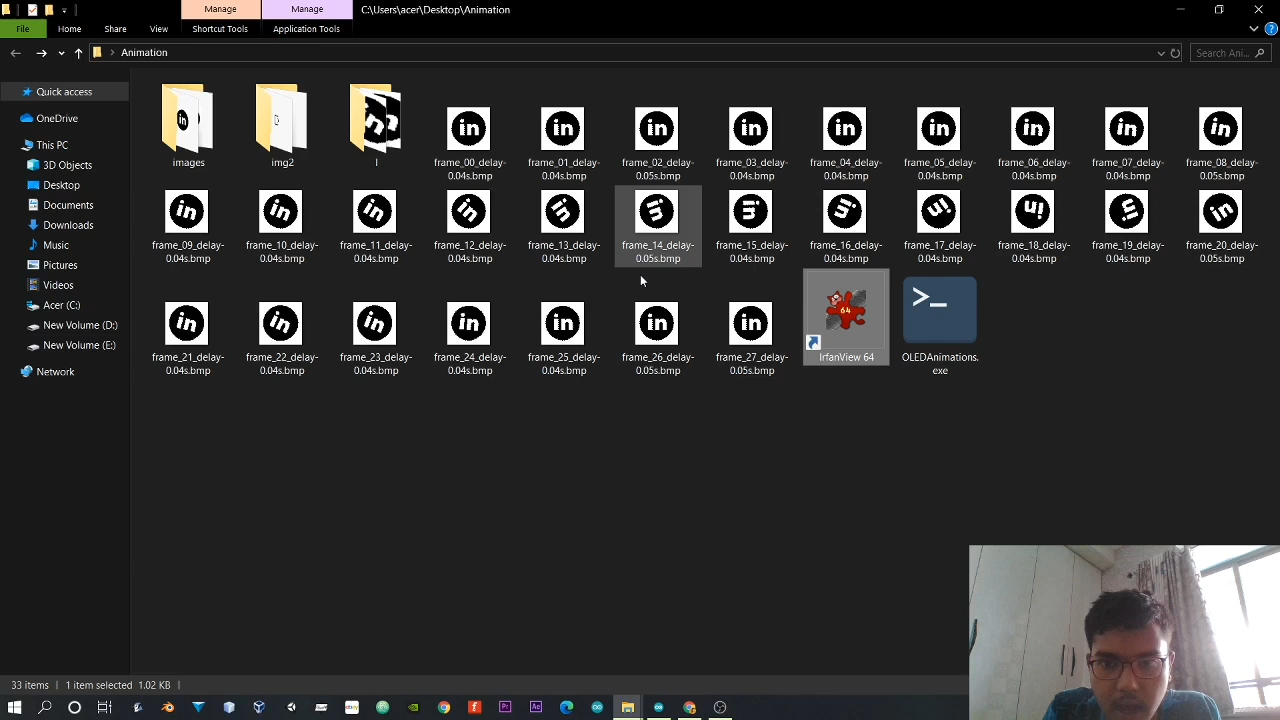 Manage
Manage
C:\Users\acer\Desktop\Animation
File
Home
Share
View
Shortcut Tools
Application Tools
Animation
Search Ani...
Quick access
OneDrive
This PC
3D Objects
Desktop
Documents
Downloads
Music
Pictures
Videos
Acer (C:)
New Volume (D:)
New Volume (E:)
Network
images
img2
l
frame_00_delay-
0.04s.bmp
frame_01_delay-
0.04s.bmp
frame_02_delay-
0.05s.bmp
frame_03_delay-
0.04s.bmp
frame_04_delay-
0.04s.bmp
frame_05_delay-
0.04s.bmp
frame_06_delay-
0.04s.bmp
frame_07_delay-
0.04s.bmp
frame_08_delay-
0.05s.bmp
frame_09_delay-
0.04s.bmp
frame_10_delay-
0.04s.bmp
frame_11_delay-
0.04s.bmp
frame_12_delay-
0.04s.bmp
frame_13_delay-
0.04s.bmp
frame_14_delay-
0.05s.bmp
frame_15_delay-
0.04s.bmp
frame_16_delay-
0.04s.bmp
frame_17_delay-
0.04s.bmp
frame_18_delay-
0.04s.bmp
frame_19_delay-
0.04s.bmp
frame_20_delay-
0.05s.bmp
frame_21_delay-
0.04s.bmp
frame_22_delay-
0.04s.bmp
frame_23_delay-
0.04s.bmp
frame_24_delay-
0.04s.bmp
frame_25_delay-
0.04s.bmp
frame_26_delay-
0.05s.bmp
frame_27_delay-
0.05s.bmp
64
IrfanView 64
OLEDAnimations.
exe
33 items
1 item selected 1.02 KB
ebay
Pr
Ae